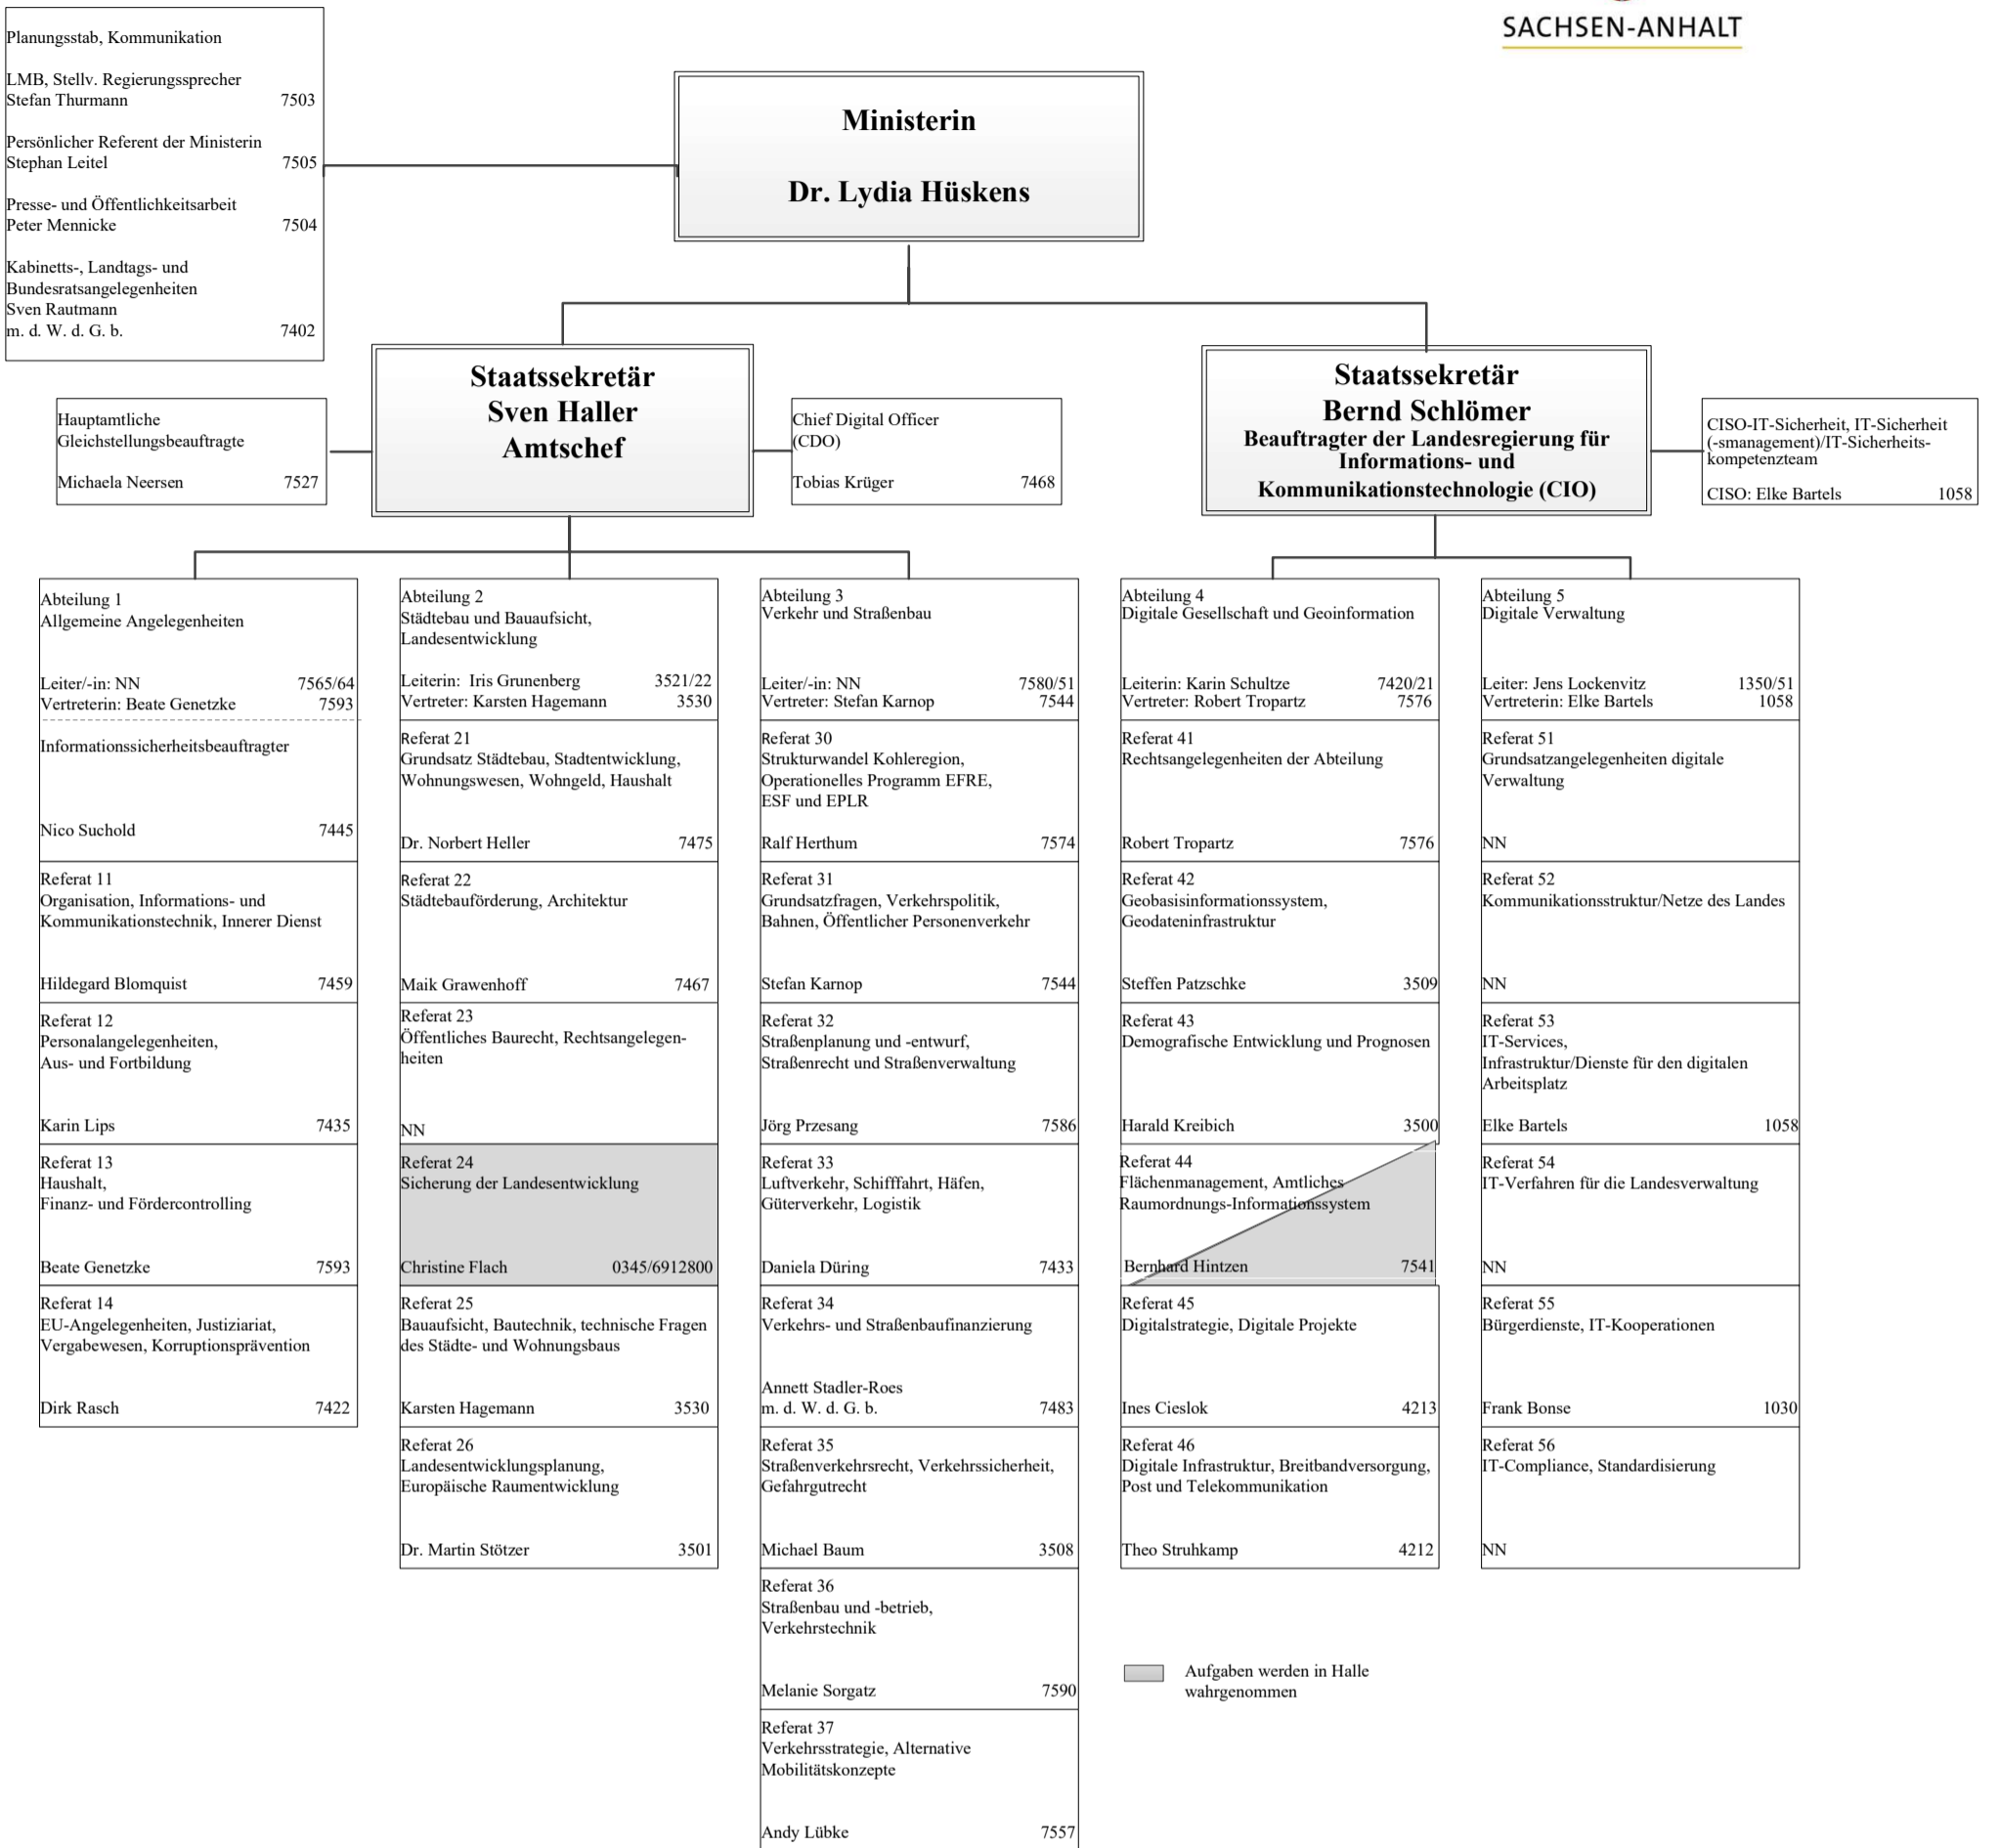 SACHSEN-ANHALT
Planungsstab, Kommunikation
LMB, Stellv. Regierungssprecher
Stefan Thurmann 7503
Persönlicher Referent der Ministerin
Stephan Leitel 7505
Presse- und Öffentlichkeitsarbeit
Peter Mennicke 7504
Kabinetts-, Landtags- und
Bundesratsangelegenheiten
Sven Rautmann
m. d. W. d. G. b. 7402
Ministerin
Dr. Lydia Hüskens
Hauptamtliche
Gleichstellungsbeauftragte
Michaela Neersen 7527
Staatssekretär
Sven Haller
Amtschef
Chief Digital Officer
(CDO)
Tobias Krüger 7468
Staatssekretär
Bernd Schlömer
Beauftragter der Landesregierung für
Informations- und
Kommunikationstechnologie (CIO)
CISO-IT-Sicherheit, IT-Sicherheit
(-smanagement)/IT-Sicherheits-
kompetenzteam
CISO: Elke Bartels 1058
Abteilung 1
Allgemeine Angelegenheiten
Leiter/-in: NN 7565/64
Vertreterin: Beate Genetzke 7593
Informationssicherheitsbeauftragter
Nico Suchold 7445
Referat 11
Organisation, Informations- und
Kommunikationstechnik, Innerer Dienst
Hildegard Blomquist 7459
Referat 12
Personalangelegenheiten,
Aus- und Fortbildung
Karin Lips 7435
Referat 13
Haushalt,
Finanz- und Fördercontrolling
Beate Genetzke 7593
Referat 14
EU-Angelegenheiten, Justiziariat,
Vergabewesen, Korruptionsprävention
Dirk Rasch 7422
Abteilung 2
Städtebau und Bauaufsicht,
Landesentwicklung
Leiterin: Iris Grunenberg 3521/22
Vertreter: Karsten Hagemann 3530
Referat 21
Grundsatz Städtebau, Stadtentwicklung,
Wohnungswesen, Wohngeld, Haushalt
Dr. Norbert Heller 7475
Referat 22
Städtebauförderung, Architektur
Maik Grawenhoff 7467
Referat 23
Öffentliches Baurecht, Rechtsangelegen-
heiten
NN
Referat 24
Sicherung der Landesentwicklung
Christine Flach 0345/6912800
Referat 25
Bauaufsicht, Bautechnik, technische Fragen
des Städte- und Wohnungsbaus
Karsten Hagemann 3530
Referat 26
Landesentwicklungsplanung,
Europäische Raumentwicklung
Dr. Martin Stötzer 3501
Abteilung 3
Verkehr und Straßenbau
Leiter/-in: NN 7580/51
Vertreter: Stefan Karnop 7544
Referat 30
Strukturwandel Kohleregion,
Operationelles Programm EFRE,
ESF und EPLR
Ralf Herthum 7574
Referat 31
Grundsatzfragen, Verkehrspolitik,
Bahnen, Öffentlicher Personenverkehr
Stefan Karnop 7544
Referat 32
Straßenplanung und -entwurf,
Straßenrecht und Straßenverwaltung
Jörg Przesang 7586
Referat 33
Luftverkehr, Schifffahrt, Häfen,
Güterverkehr, Logistik
Daniela Düring 7433
Referat 34
Verkehrs- und Straßenbaufinanzierung
Annett Stadler-Roes
m. d. W. d. G. b. 7483
Referat 35
Straßenverkehrsrecht, Verkehrssicherheit,
Gefahrgutrecht
Michael Baum 3508
Referat 36
Straßenbau und -betrieb,
Verkehrstechnik
Melanie Sorgatz 7590
Referat 37
Verkehrsstrategie, Alternative
Mobilitätskonzepte
Andy Lübke 7557
Abteilung 4
Digitale Gesellschaft und Geoinformation
Leiterin: Karin Schultze 7420/21
Vertreter: Robert Tropartz 7576
Referat 41
Rechtsangelegenheiten der Abteilung
Robert Tropartz 7576
Referat 42
Geobasisinformationssystem,
Geodateninfrastruktur
Steffen Patzschke 3509
Referat 43
Demografische Entwicklung und Prognosen
Harald Kreibich 3500
Referat 44
Flächenmanagement, Amtliches
Raumordnungs-Informationssystem
Bernhard Hintzen 7541
Referat 45
Digitalstrategie, Digitale Projekte
Ines Cieslok 4213
Referat 46
Digitale Infrastruktur, Breitbandversorgung,
Post und Telekommunikation
Theo Struhkamp 4212
Abteilung 5
Digitale Verwaltung
Leiter: Jens Lockenvitz 1350/51
Vertreterin: Elke Bartels 1058
Referat 51
Grundsatzangelegenheiten digitale
Verwaltung
NN
Referat 52
Kommunikationsstruktur/Netze des Landes
NN
Referat 53
IT-Services,
Infrastruktur/Dienste für den digitalen
Arbeitsplatz
Elke Bartels 1058
Referat 54
IT-Verfahren für die Landesverwaltung
NN
Referat 55
Bürgerdienste, IT-Kooperationen
Frank Bonse 1030
Referat 56
IT-Compliance, Standardisierung
NN
Aufgaben werden in Halle
wahrgenommen